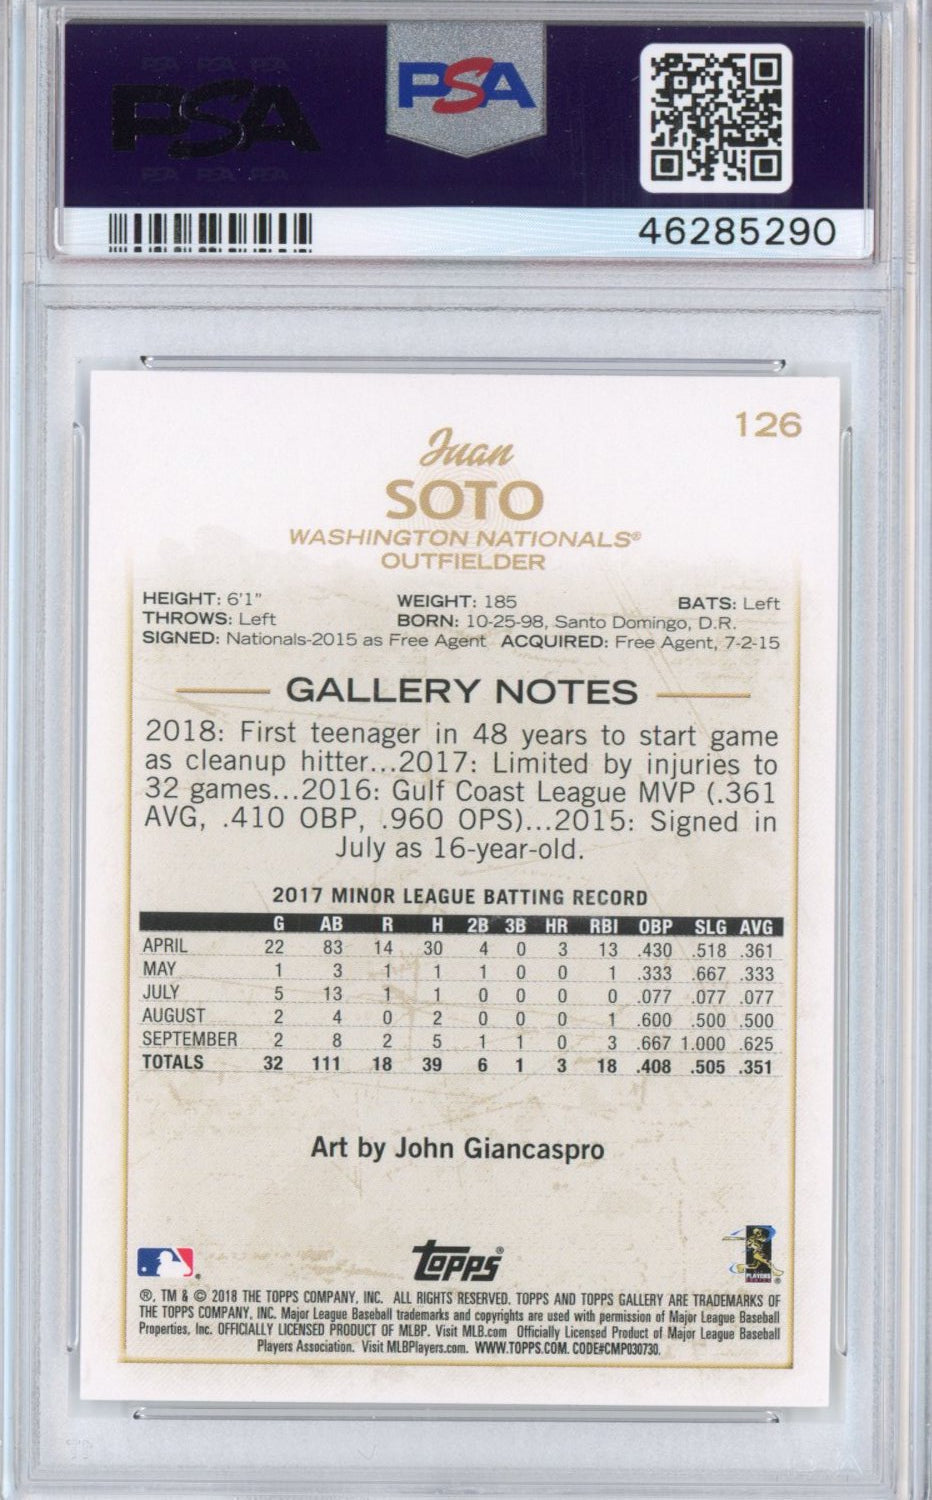 PSA PSA PSA
PSA
PSA PSA PSA
PSA
46285290
126
Juan
SOTO
WASHINGTON NATIONALS®
OUTFIELDER
HEIGHT: 6'1" WEIGHT: 185 BATS: Left
THROWS: Left BORN: 10-25-98, Santo Domingo, D.R.
SIGNED: Nationals-2015 as Free Agent ACQUIRED: Free Agent, 7-2-15
GALLERY NOTES
2018: First teenager in 48 years to start game
as cleanup hitter...2017: Limited by injuries to
32 games...2016: Gulf Coast League MVP (.361
AVG, .410 OBP, .960 OPS)...2015: Signed in
July as 16-year-old.
2017 MINOR LEAGUE BATTING RECORD
G AB R H 2B 3B HR RBI OBP SLG AVG
APRIL 22 83 14 30 4 0 3 13 .430 .518 .361
MAY 1 3 1 1 1 0 0 1 .333 .667 .333
JULY 5 13 1 1 0 0 0 0 .077 .077 .077
AUGUST 2 4 0 2 0 0 0 1 .600 .500 .500
SEPTEMBER 2 8 2 5 1 1 0 3 .667 1.000 .625
TOTALS 32 111 18 39 6 1 3 18 .408 .505 .351
Art by John Giancaspro
Topps®
PLAYERS
®, TM & © 2018 THE TOPPS COMPANY, INC. ALL RIGHTS RESERVED. TOPPS AND TOPPS GALLERY ARE TRADEMARKS OF
THE TOPPS COMPANY, INC. Major League Baseball trademarks and copyrights are used with permission of Major League Baseball
Properties, Inc. OFFICIALLY LICENSED PRODUCT OF MLBP. Visit MLB.com Officially Licensed Product of Major League Baseball
Players Association. Visit MLBPlayers.com. WWW.TOPPS.COM. CODE#CMP030730.